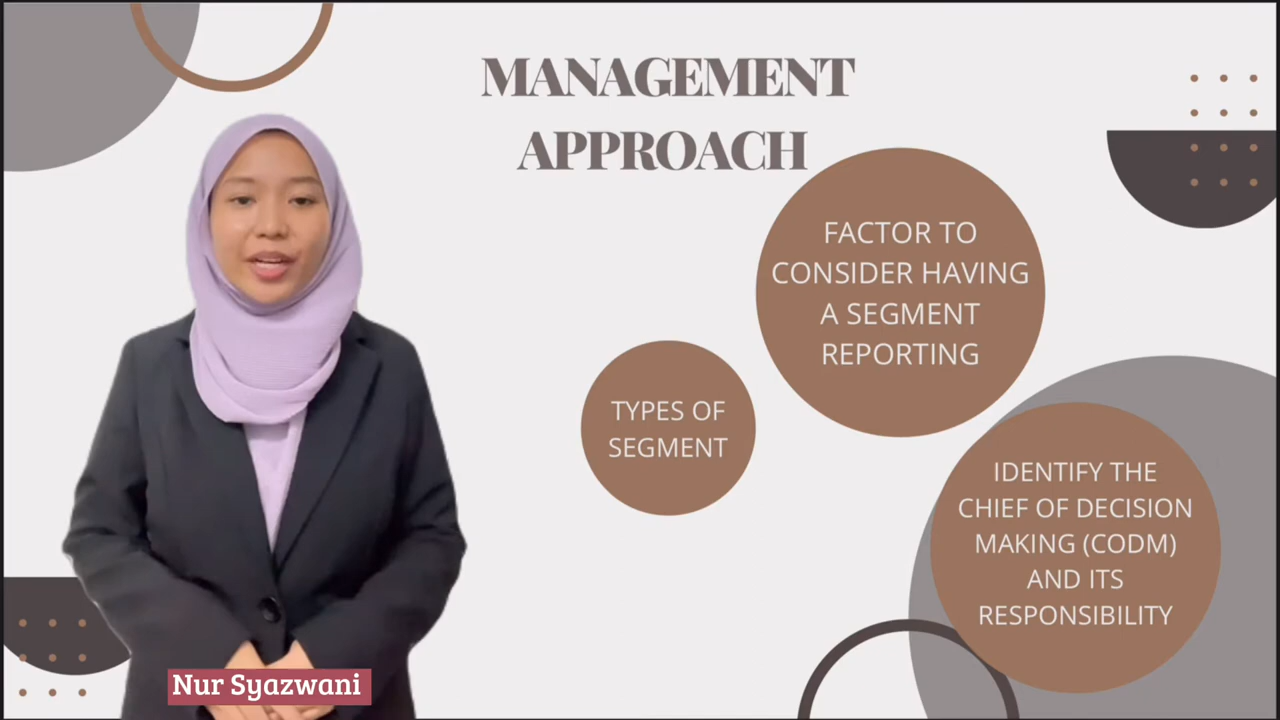 MANAGEMENT
APPROACH
FACTOR TO
CONSIDER HAVING
A SEGMENT
REPORTING
TYPES OF
SEGMENT
IDENTIFY THE
CHIEF OF DECISION
MAKING (CODM)
AND ITS
RESPONSIBILITY
Nur Syazwani